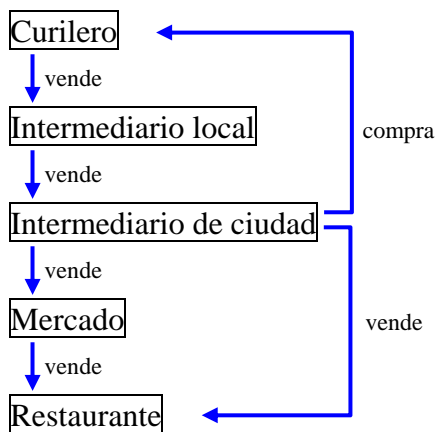 Curilero
vende
Intermediario local
compra
vende
Intermediario de ciudad
vende
Mercado
vende
vende
Restaurante